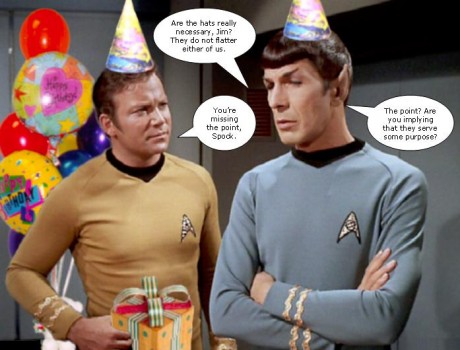 Are the hats really
necessary, Jim?
They do not flatter
either of us.
You're
missing
the point,
Spock.
The point? Are
you implying
that they serve
some purpose?
BIRTHDAY